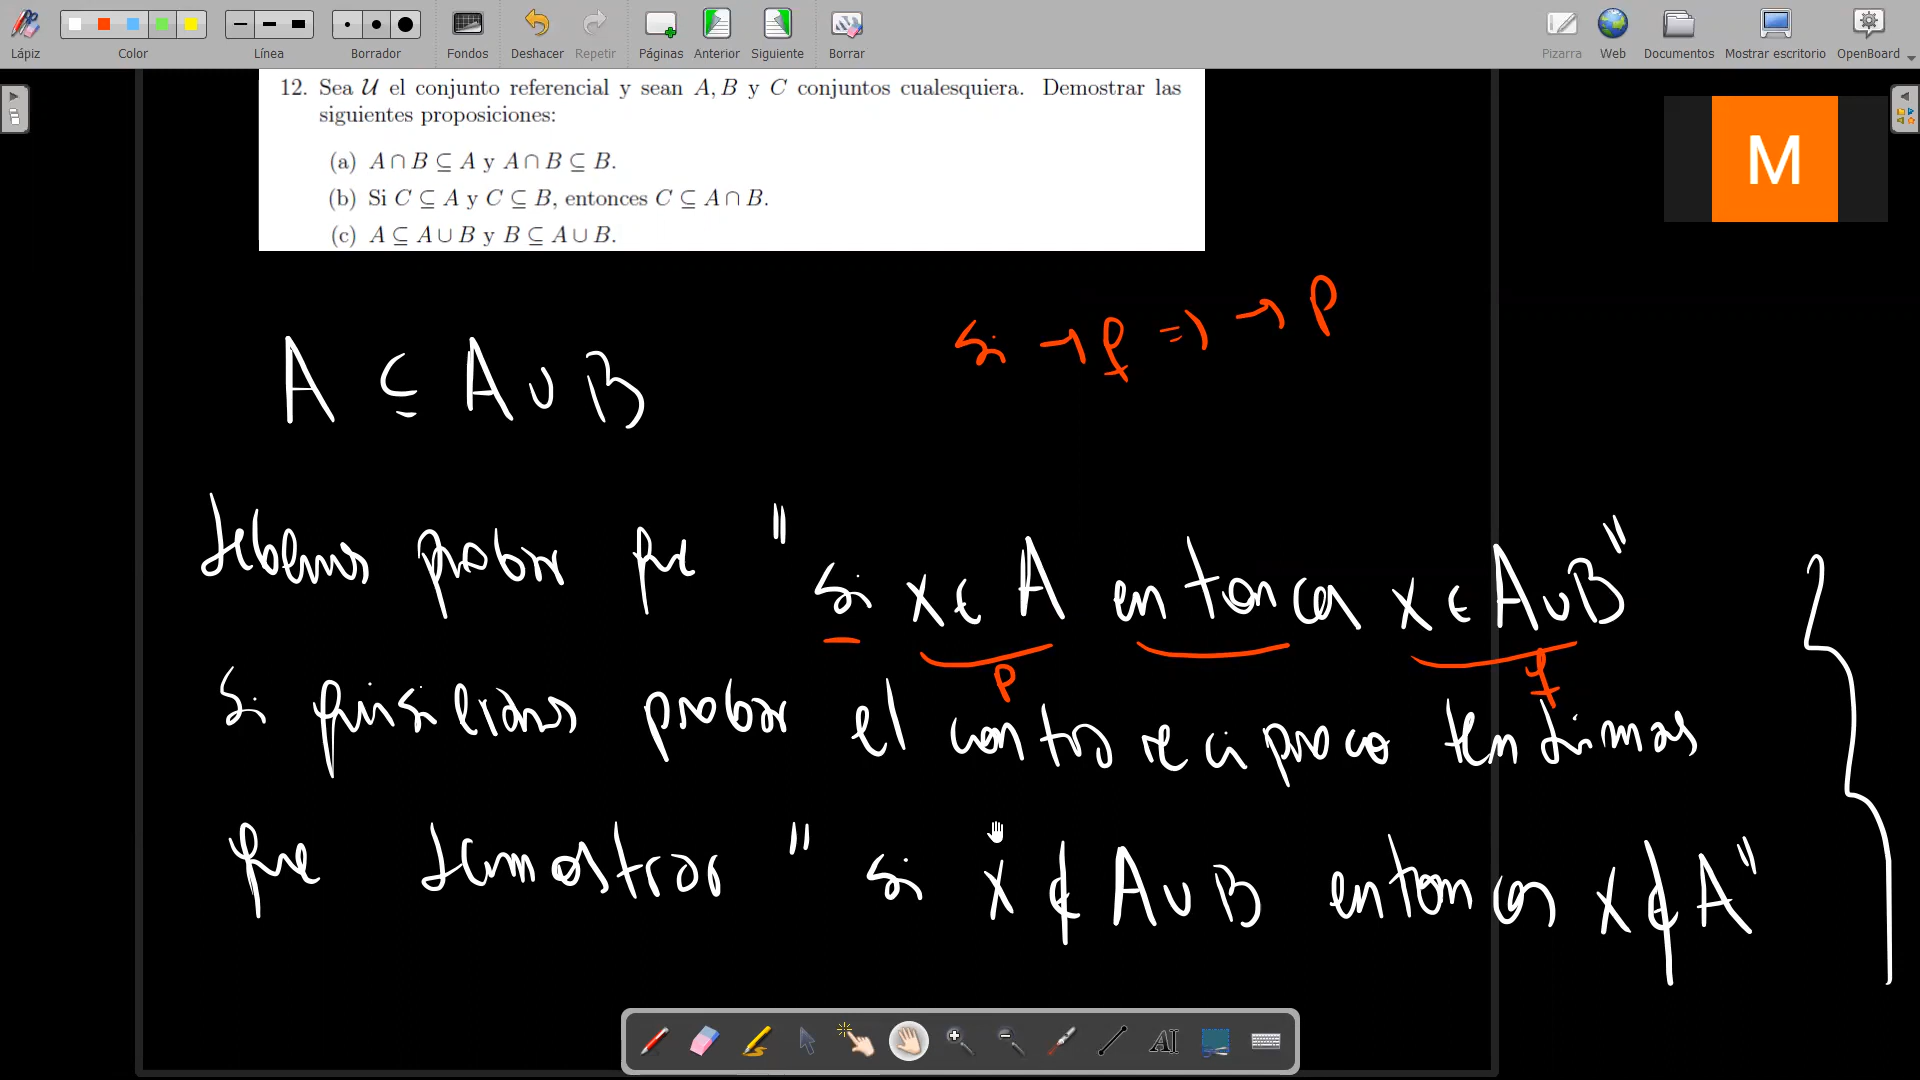 Lápiz Color Línea Borrador Fondos Deshacer Repetir Páginas Anterior Siguiente Borrar Pizarra Web Documentos Mostrar escritorio OpenBoard
12. Sea 𝒰 el conjunto referencial y sean A, B y C conjuntos cualesquiera. Demostrar las
siguientes proposiciones:
(a) A ∩ B ⊆ A y A ∩ B ⊆ B.
(b) Si C ⊆ A y C ⊆ B, entonces C ⊆ A ∩ B.
(c) A ⊆ A ∪ B y B ⊆ A ∪ B.
M
si ¬q ⇒ ¬p
A ⊆ A ∪ B
debemos probar que "si x ∈ A entonces x ∈ A∪B"
p q
si quisieramos probar el contrareciproco tendriamos
que demostrar "si x ∉ A∪B entonces x ∉ A"
AI